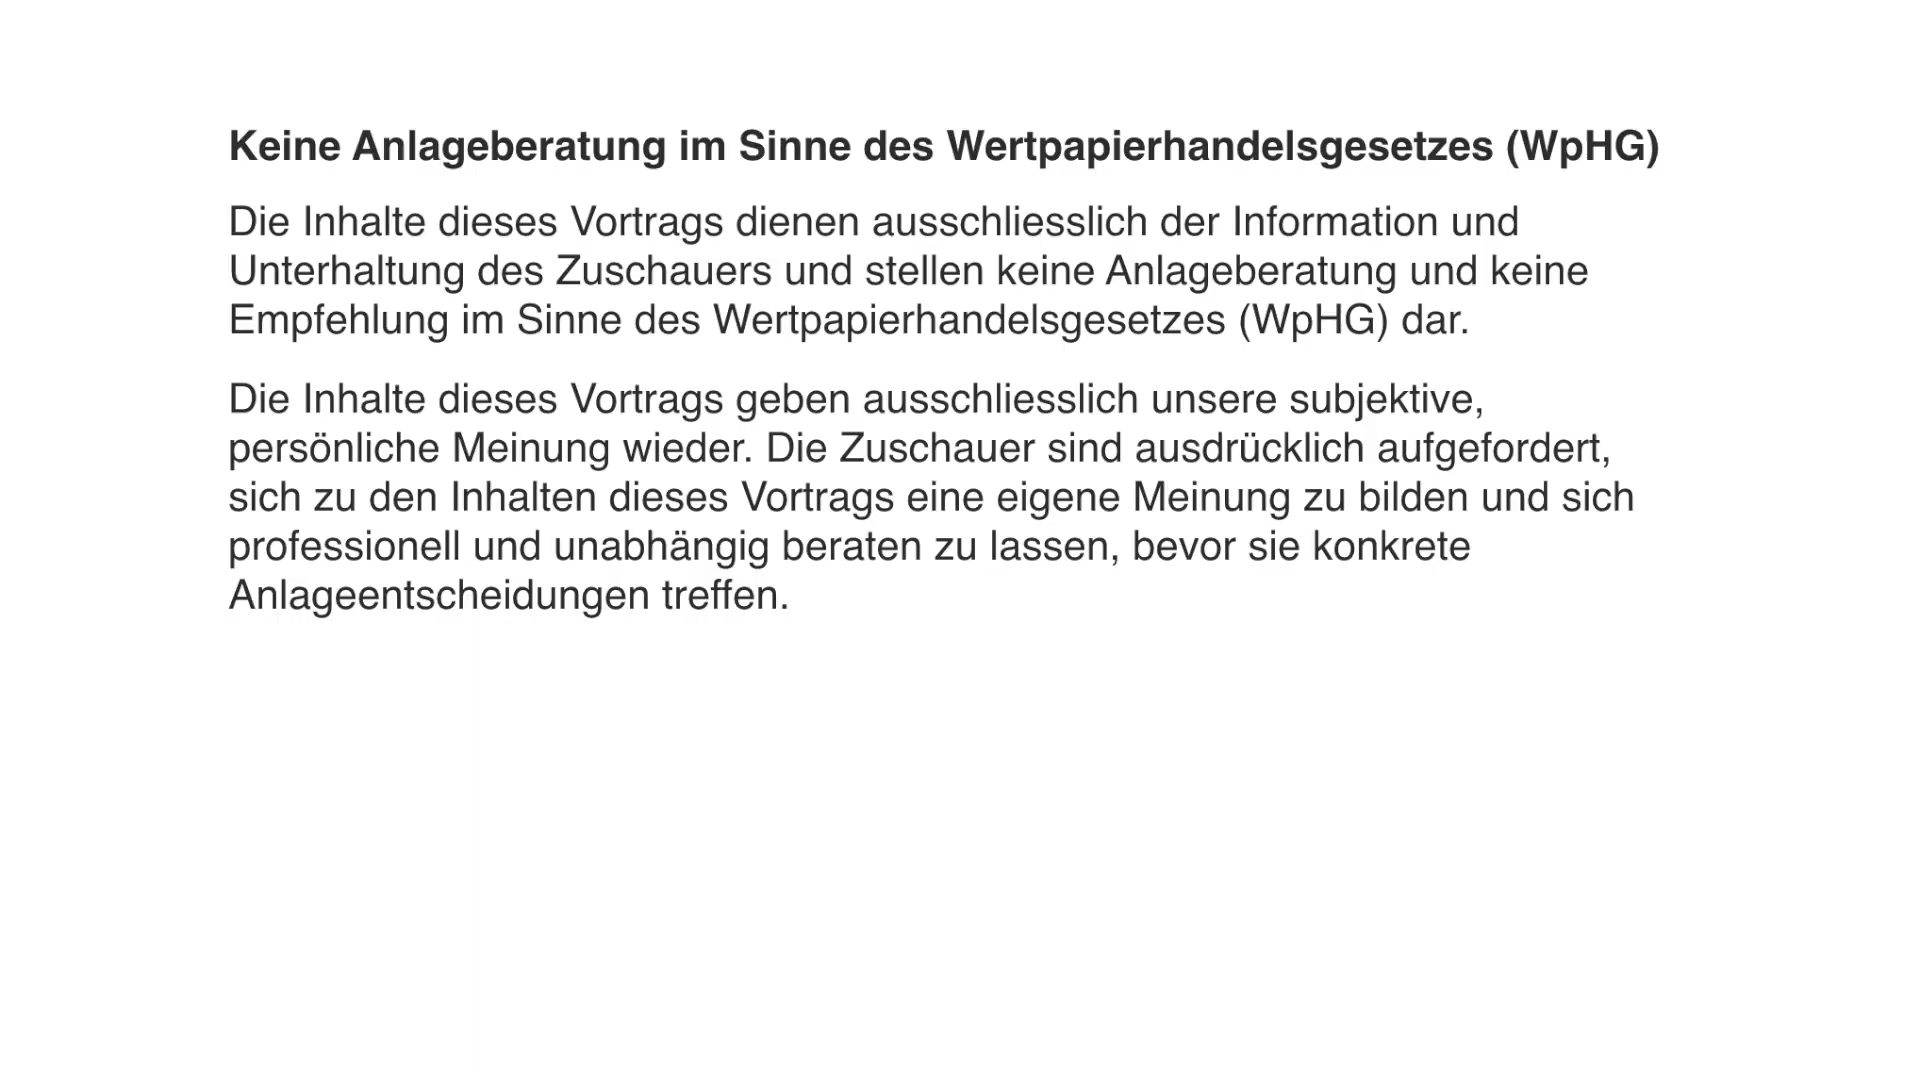 Keine Anlageberatung im Sinne des Wertpapierhandelsgesetzes (WpHG)
Die Inhalte dieses Vortrags dienen ausschliesslich der Information und
Unterhaltung des Zuschauers und stellen keine Anlageberatung und keine
Empfehlung im Sinne des Wertpapierhandelsgesetzes (WpHG) dar.
Die Inhalte dieses Vortrags geben ausschliesslich unsere subjektive,
persönliche Meinung wieder. Die Zuschauer sind ausdrücklich aufgefordert,
sich zu den Inhalten dieses Vortrags eine eigene Meinung zu bilden und sich
professionell und unabhängig beraten zu lassen, bevor sie konkrete
Anlageentscheidungen treffen.